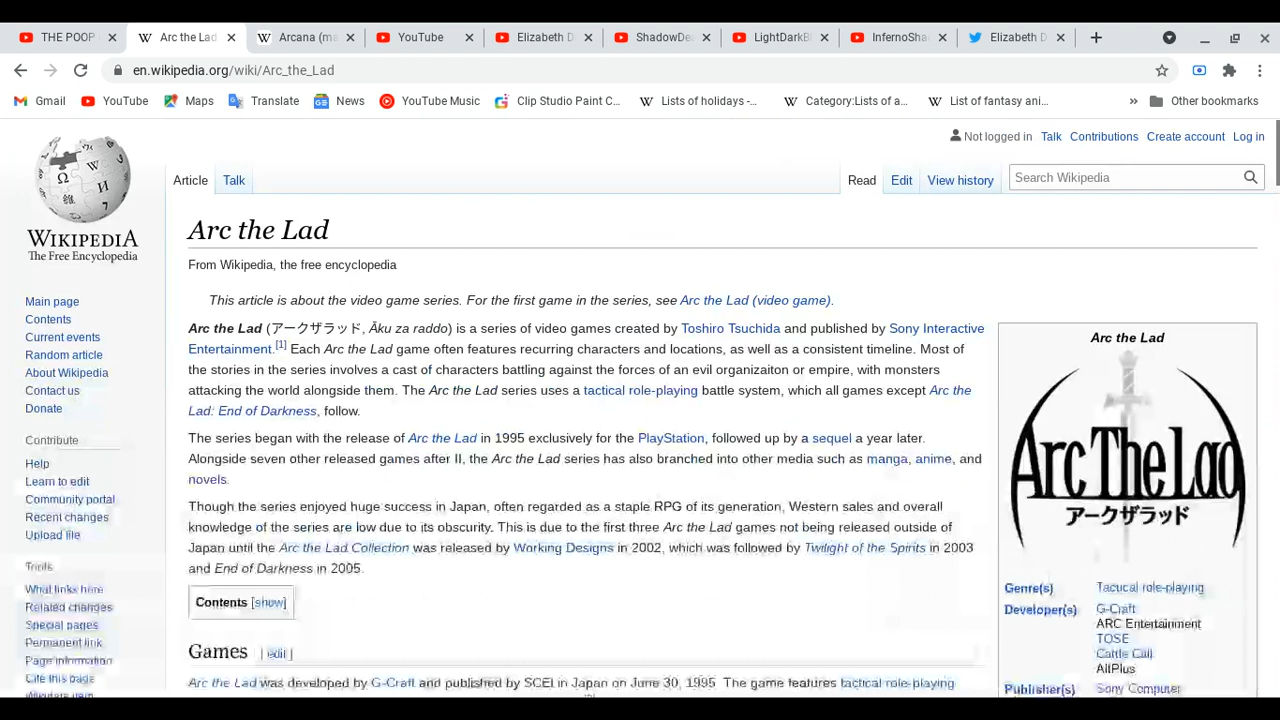 THE POOP
Arc the Lad
Arcana (ma
YouTube
Elizabeth D
ShadowDea
LightDarkB
InfernoSha
Elizabeth D
en.wikipedia.org/wiki/Arc_the_Lad
Gmail
YouTube
Maps
Translate
News
YouTube Music
Clip Studio Paint C...
Lists of holidays -...
Category:Lists of a...
List of fantasy ani...
»
Other bookmarks
Not logged in Talk Contributions Create account Log in
Article Talk
Read Edit View history
Search Wikipedia
WIKIPEDIA
The Free Encyclopedia
Main page
Contents
Current events
Random article
About Wikipedia
Contact us
Donate
Contribute
Help
Learn to edit
Community portal
Recent changes
Upload file
Tools
What links here
Related changes
Special pages
Permanent link
Page information
Cite this page
Arc the Lad
From Wikipedia, the free encyclopedia
This article is about the video game series. For the first game in the series, see Arc the Lad (video game).
Arc the Lad (アークザラッド, Āku za raddo) is a series of video games created by Toshiro Tsuchida and published by Sony Interactive
Entertainment.[1] Each Arc the Lad game often features recurring characters and locations, as well as a consistent timeline. Most of
the stories in the series involves a cast of characters battling against the forces of an evil organizaiton or empire, with monsters
attacking the world alongside them. The Arc the Lad series uses a tactical role-playing battle system, which all games except Arc the
Lad: End of Darkness, follow.
The series began with the release of Arc the Lad in 1995 exclusively for the PlayStation, followed up by a sequel a year later.
Alongside seven other released games after II, the Arc the Lad series has also branched into other media such as manga, anime, and
novels.
Though the series enjoyed huge success in Japan, often regarded as a staple RPG of its generation, Western sales and overall
knowledge of the series are low due to its obscurity. This is due to the first three Arc the Lad games not being released outside of
Japan until the Arc the Lad Collection was released by Working Designs in 2002, which was followed by Twilight of the Spirits in 2003
and End of Darkness in 2005.
Contents [show]
Games [edit]
Arc the Lad was developed by G-Craft and published by SCEI in Japan on June 30, 1995. The game features tactical role-playing
Arc the Lad
Arc The Lad
アークザラッド
Genre(s) Tactical role-playing
Developer(s) G-Craft
ARC Entertainment
TOSE
Cattle Call
AltPlus
Publisher(s) Sony Computer